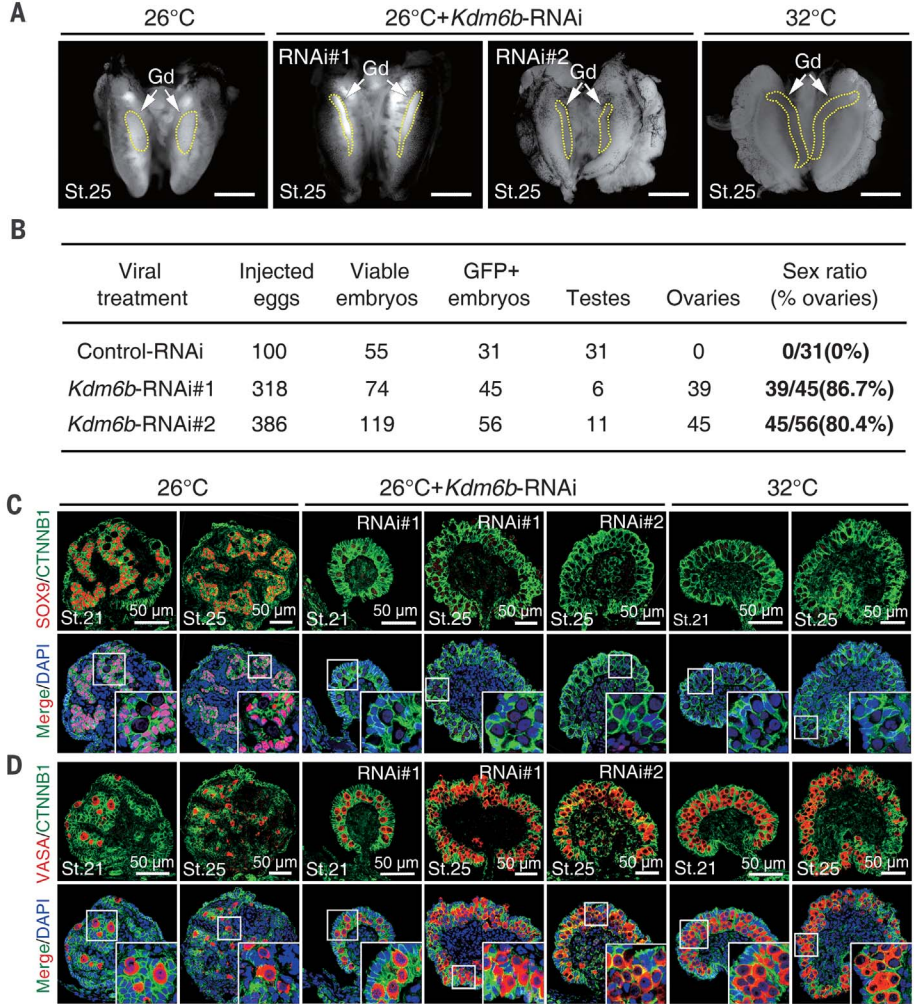 A
26°C
26°C+Kdm6b-RNAi
32°C
Gd
St.25
RNAi#1
Gd
St.25
RNAi#2
Gd
St.25
Gd
St.25
B
Viral treatment
Injected eggs
Viable embryos
GFP+ embryos
Testes
Ovaries
Sex ratio (% ovaries)
Control-RNAi 100 55 31 31 0 0/31(0%)
Kdm6b-RNAi#1 318 74 45 6 39 39/45(86.7%)
Kdm6b-RNAi#2 386 119 56 11 45 45/56(80.4%)
26°C
26°C+Kdm6b-RNAi
32°C
C
SOX9/CTNNB1
St.21 50 µm
St.25 50 µm
RNAi#1
St.21 50 µm
RNAi#1
St.25 50 µm
RNAi#2
St.25 50 µm
St.21 50 µm
St.25 50 µm
Merge/DAPI
D
VASA/CTNNB1
St.21 50 µm
St.25 50 µm
RNAi#1
St.21 50 µm
RNAi#1
St.25 50 µm
RNAi#2
St.25 50 µm
St.21 50 µm
St.25 50 µm
Merge/DAPI